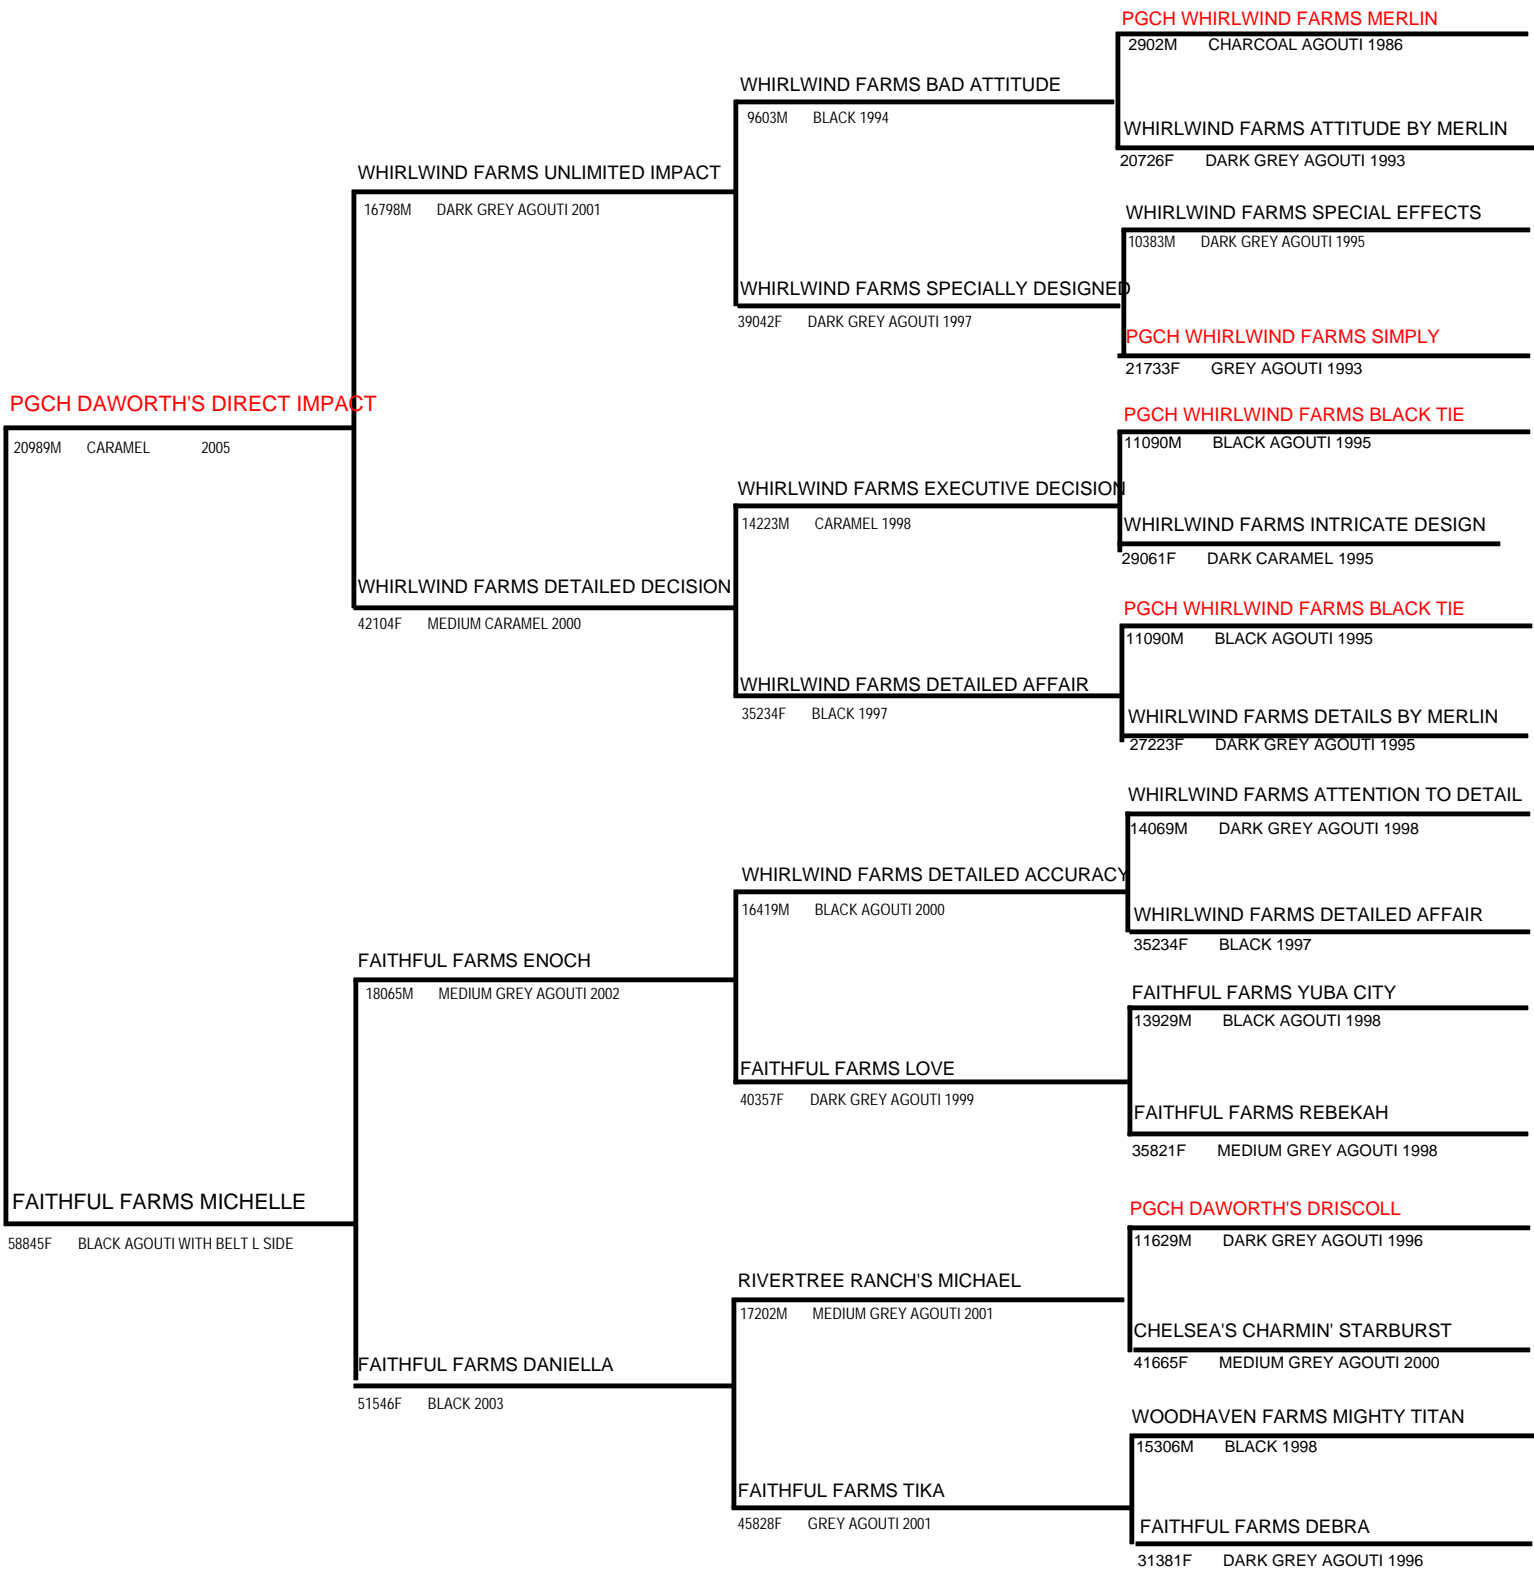 PGCH WHIRLWIND FARMS MERLIN
2902M CHARCOAL AGOUTI 1986
WHIRLWIND FARMS BAD ATTITUDE
9603M BLACK 1994
WHIRLWIND FARMS ATTITUDE BY MERLIN
20726F DARK GREY AGOUTI 1993
WHIRLWIND FARMS UNLIMITED IMPACT
16798M DARK GREY AGOUTI 2001
WHIRLWIND FARMS SPECIAL EFFECTS
10383M DARK GREY AGOUTI 1995
WHIRLWIND FARMS SPECIALLY DESIGNED
39042F DARK GREY AGOUTI 1997
PGCH WHIRLWIND FARMS SIMPLY
21733F GREY AGOUTI 1993
PGCH DAWORTH'S DIRECT IMPACT
20989M CARAMEL 2005
PGCH WHIRLWIND FARMS BLACK TIE
11090M BLACK AGOUTI 1995
WHIRLWIND FARMS EXECUTIVE DECISION
14223M CARAMEL 1998
WHIRLWIND FARMS INTRICATE DESIGN
29061F DARK CARAMEL 1995
WHIRLWIND FARMS DETAILED DECISION
42104F MEDIUM CARAMEL 2000
PGCH WHIRLWIND FARMS BLACK TIE
11090M BLACK AGOUTI 1995
WHIRLWIND FARMS DETAILED AFFAIR
35234F BLACK 1997
WHIRLWIND FARMS DETAILS BY MERLIN
27223F DARK GREY AGOUTI 1995
WHIRLWIND FARMS ATTENTION TO DETAIL
14069M DARK GREY AGOUTI 1998
WHIRLWIND FARMS DETAILED ACCURACY
16419M BLACK AGOUTI 2000
WHIRLWIND FARMS DETAILED AFFAIR
35234F BLACK 1997
FAITHFUL FARMS ENOCH
18065M MEDIUM GREY AGOUTI 2002
FAITHFUL FARMS YUBA CITY
13929M BLACK AGOUTI 1998
FAITHFUL FARMS LOVE
40357F DARK GREY AGOUTI 1999
FAITHFUL FARMS REBEKAH
35821F MEDIUM GREY AGOUTI 1998
FAITHFUL FARMS MICHELLE
58845F BLACK AGOUTI WITH BELT L SIDE
PGCH DAWORTH'S DRISCOLL
11629M DARK GREY AGOUTI 1996
RIVERTREE RANCH'S MICHAEL
17202M MEDIUM GREY AGOUTI 2001
CHELSEA'S CHARMIN' STARBURST
41665F MEDIUM GREY AGOUTI 2000
FAITHFUL FARMS DANIELLA
51546F BLACK 2003
WOODHAVEN FARMS MIGHTY TITAN
15306M BLACK 1998
FAITHFUL FARMS TIKA
45828F GREY AGOUTI 2001
FAITHFUL FARMS DEBRA
31381F DARK GREY AGOUTI 1996